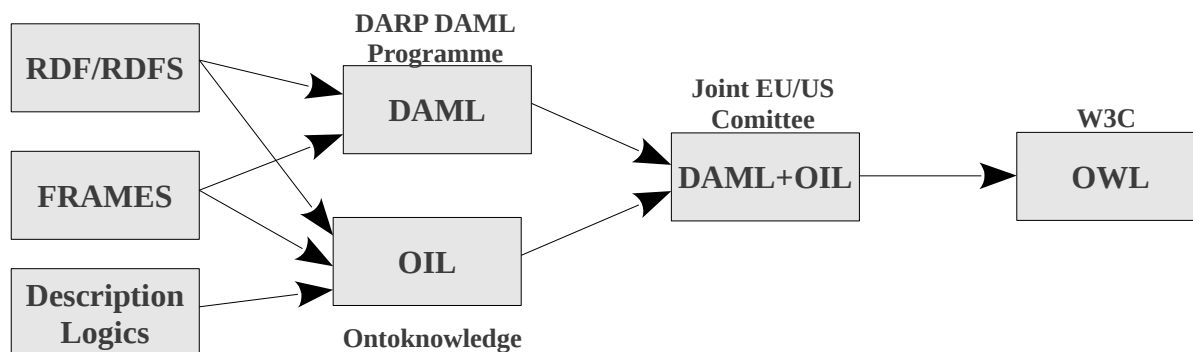 RDF/RDFS
FRAMES
Description
Logics
DARP DAML
Programme
DAML
OIL
Ontoknowledge
Joint EU/US
Comittee
DAML+OIL
W3C
OWL